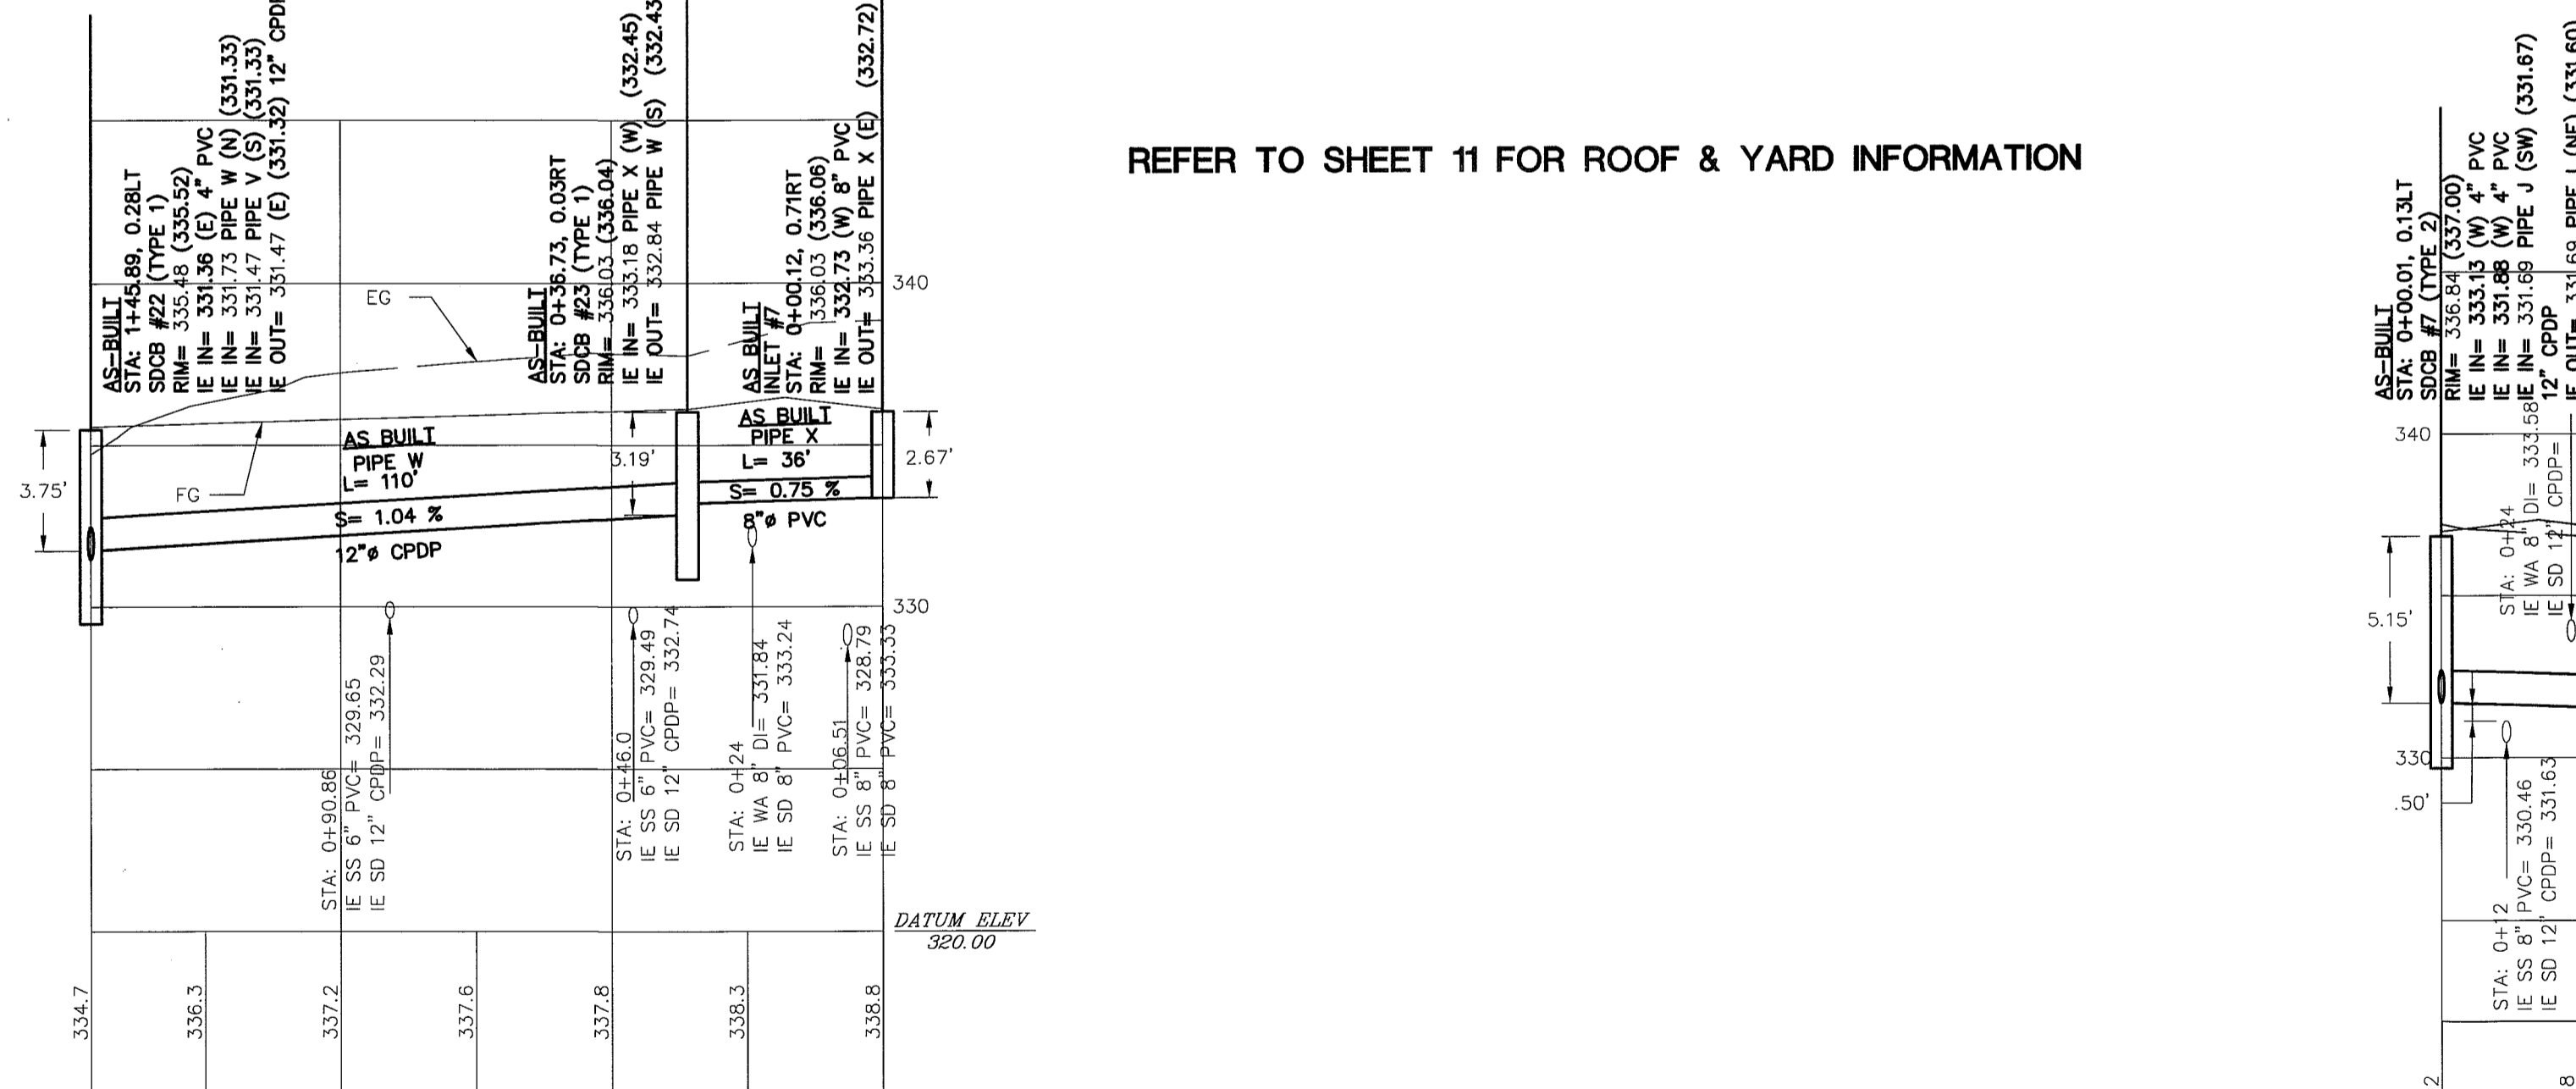 AS-BUILT
STA: 1+45.89, 0.28LT
SDCB #22 (TYPE 1)
RIM= 335.48 (335.52)
IE IN= 331.36 (E) 4" PVC
IE IN= 331.73 PIPE W (N) (331.33)
IE IN= 331.47 PIPE V (S) (331.33)
IE OUT= 331.47 (E) (331.32) 12"
AS-BUILT
STA: 0+36.73, 0.03RT
SDCB #23 (TYPE 1)
RIM= 336.03 (336.04)
IE IN= 333.18 PIPE X (W) (332.45)
IE OUT= 332.84 PIPE W (S) (332.43
AS BUILT
INLET #7
STA: 0+00.12, 0.71RT
RIM= 336.03 (336.06)
IE IN= 332.73 (W) 8" PVC
IE OUT= 333.36 PIPE X (E) (332.72)
EG
FG
340
330
3.75'
AS BUILT
PIPE W
L= 110'
S= 1.04 %
12"ø CPDP
3.19'
AS BUILT
PIPE X
L= 36'
S= 0.75 %
8"ø PVC
2.67'
STA: 0+90.86
IE SS 6" PVC= 329.65
IE SD 12" CPDP= 332.29
STA: 0+46.0
IE SS 6" PVC= 329.49
IE SD 12" CPDP= 332.74
STA: 0+24
IE WA 8" DI= 331.84
IE SD 8" PVC= 333.24
STA: 0+06.51
IE SS 8" PVC= 328.79
IE SD 8" PVC= 333.33
DATUM ELEV
320.00
334.7
336.3
337.2
337.6
337.8
338.3
338.8
REFER TO SHEET 11 FOR ROOF & YARD INFORMATION
AS-BUILT
STA: 0+00.01, 0.13LT
SDCB #7 (TYPE 2)
RIM= 336.84 (337.00)
IE IN= 333.13 (W) 4" PVC
IE IN= 331.88 (W) 4" PVC
IE IN= 331.69 PIPE J (SW) (331.67)
12" CPDP
340
STA: 0+24
IE WA 8" DI= 333.58
IE SD 12" CPDP=
5.15'
330
.50'
STA: 0+12
IE SS 8" PVC= 330.46
IE SD 12" CPDP= 331.63